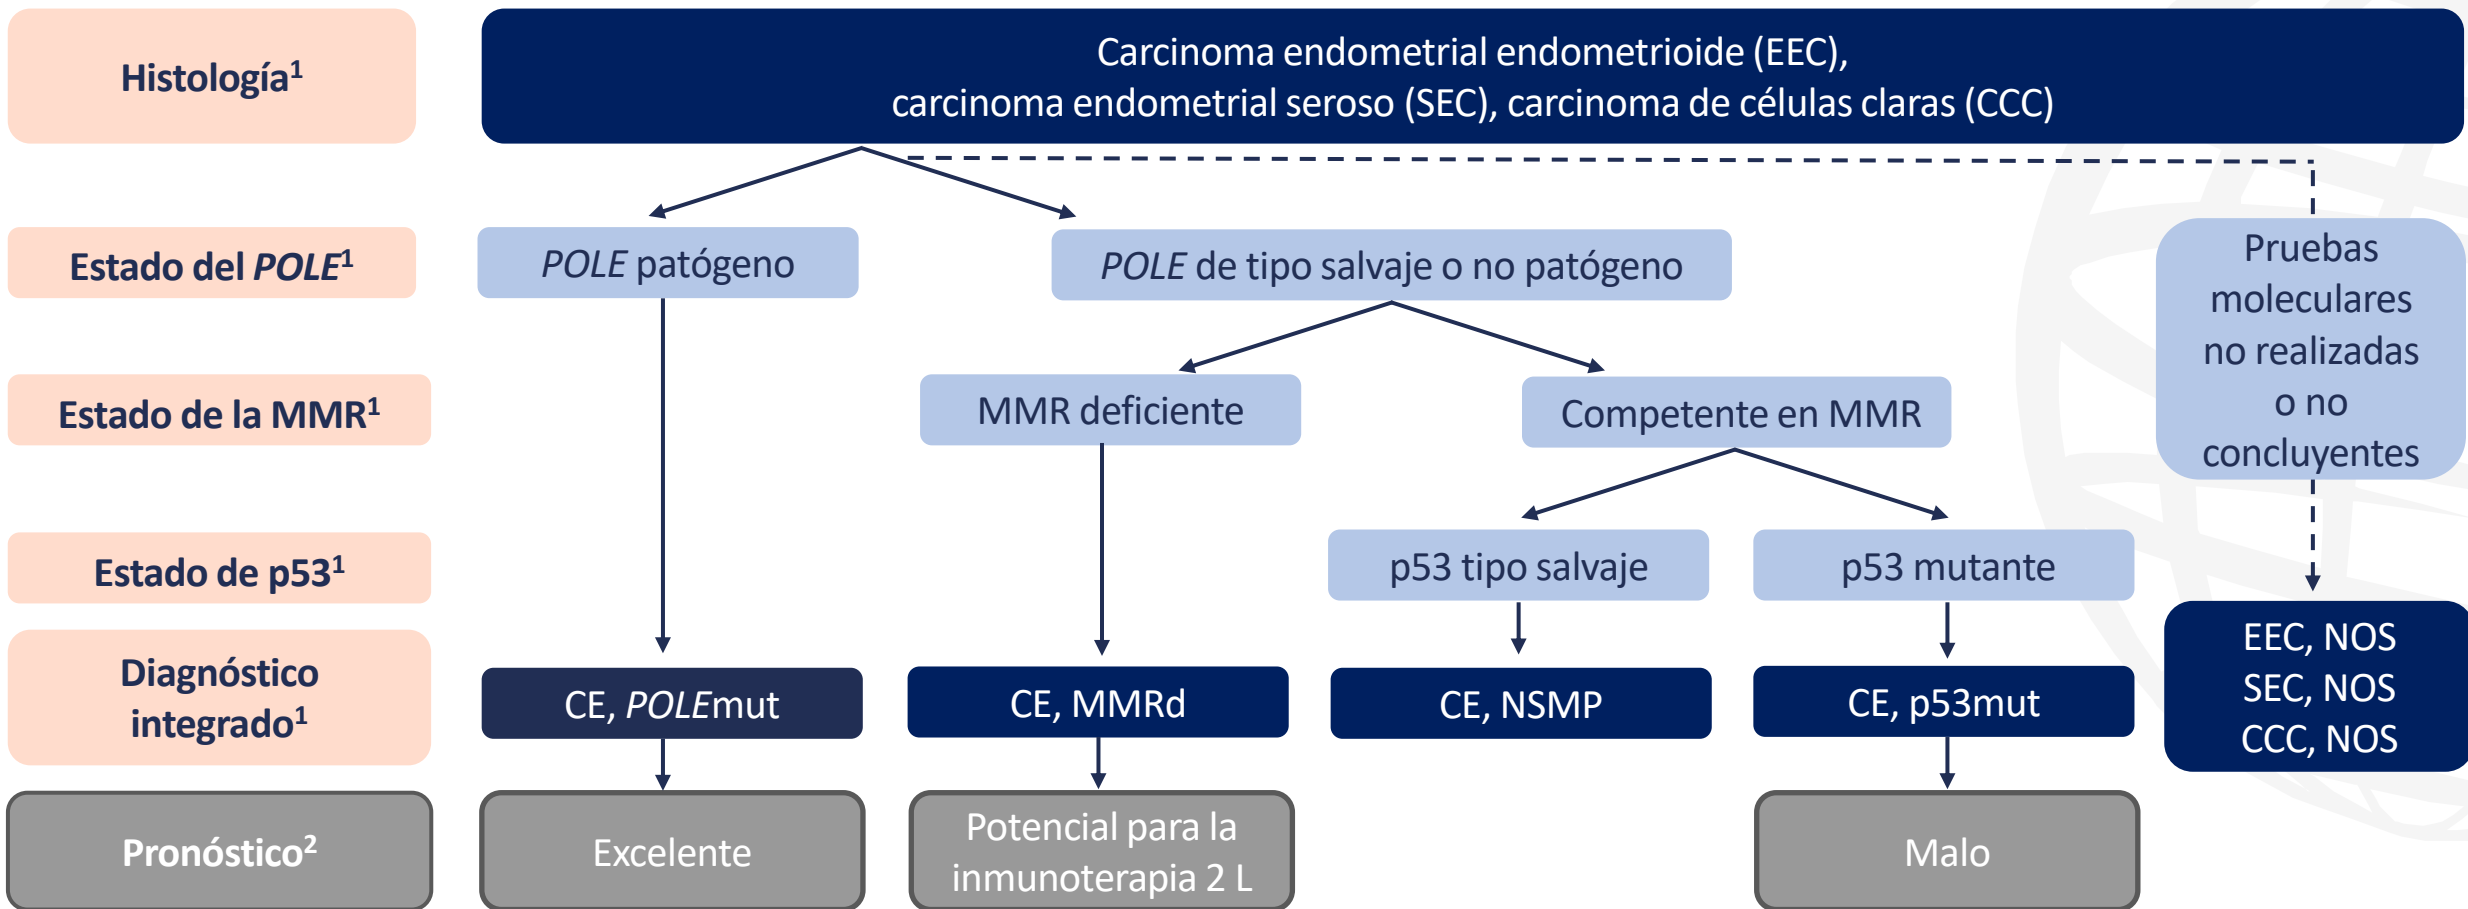 Histología1
Carcinoma endometrial endometrioide (EEC),
carcinoma endometrial seroso (SEC), carcinoma de células claras (CCC)
Estado del POLE1
POLE patógeno
POLE de tipo salvaje o no patógeno
Pruebas
moleculares
no realizadas
o no
concluyentes
Estado de la MMR1
MMR deficiente
Competente en MMR
Estado de p531
p53 tipo salvaje
p53 mutante
Diagnóstico
integrado1
CE, POLEmut
CE, MMRd
CE, NSMP
CE, p53mut
EEC, NOS
SEC, NOS
CCC, NOS
Pronóstico2
Excelente
Potencial para la
inmunoterapia 2 L
Malo